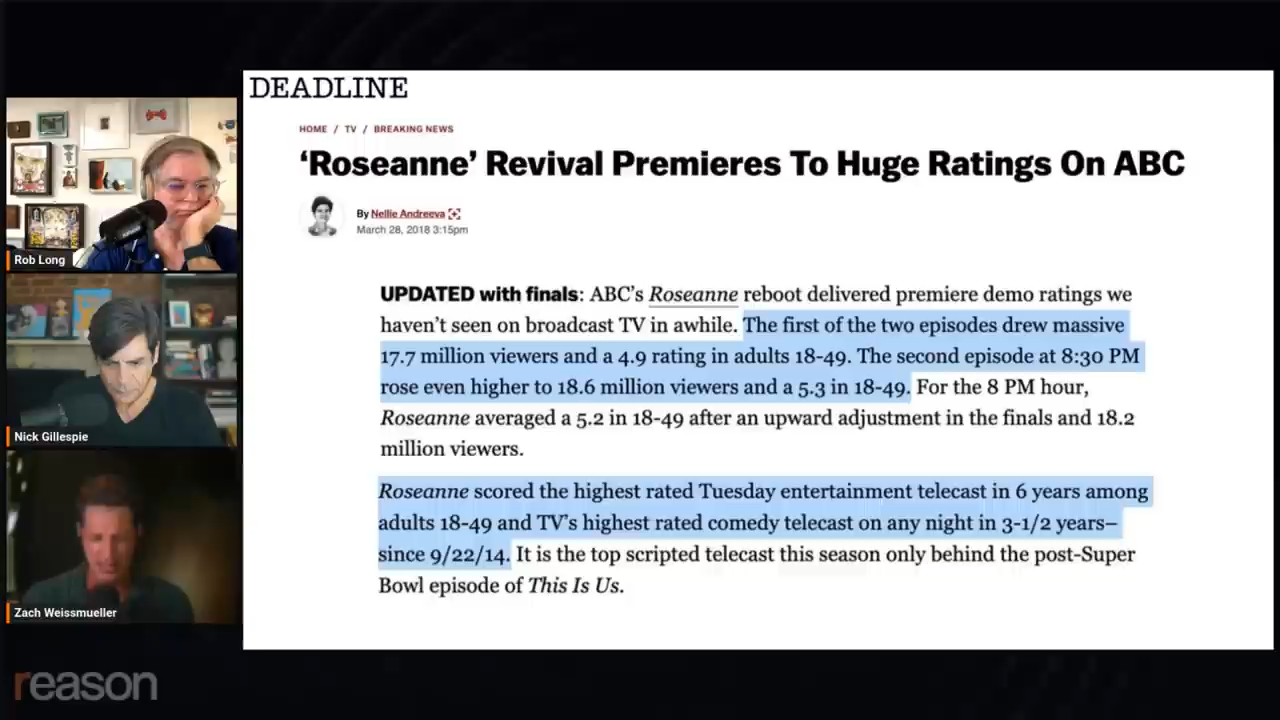 DEADLINE
HOME / TV / BREAKING NEWS
‘Roseanne’ Revival Premieres To Huge Ratings On ABC
By Nellie Andreeva
March 28, 2018 3:15pm
UPDATED with finals: ABC’s Roseanne reboot delivered premiere demo ratings we
haven’t seen on broadcast TV in awhile. The first of the two episodes drew massive
17.7 million viewers and a 4.9 rating in adults 18-49. The second episode at 8:30 PM
rose even higher to 18.6 million viewers and a 5.3 in 18-49. For the 8 PM hour,
Roseanne averaged a 5.2 in 18-49 after an upward adjustment in the finals and 18.2
million viewers.
Roseanne scored the highest rated Tuesday entertainment telecast in 6 years among
adults 18-49 and TV’s highest rated comedy telecast on any night in 3-1/2 years–
since 9/22/14. It is the top scripted telecast this season only behind the post-Super
Bowl episode of This Is Us.
Rob Long
Nick Gillespie
Zach Weissmueller
reason